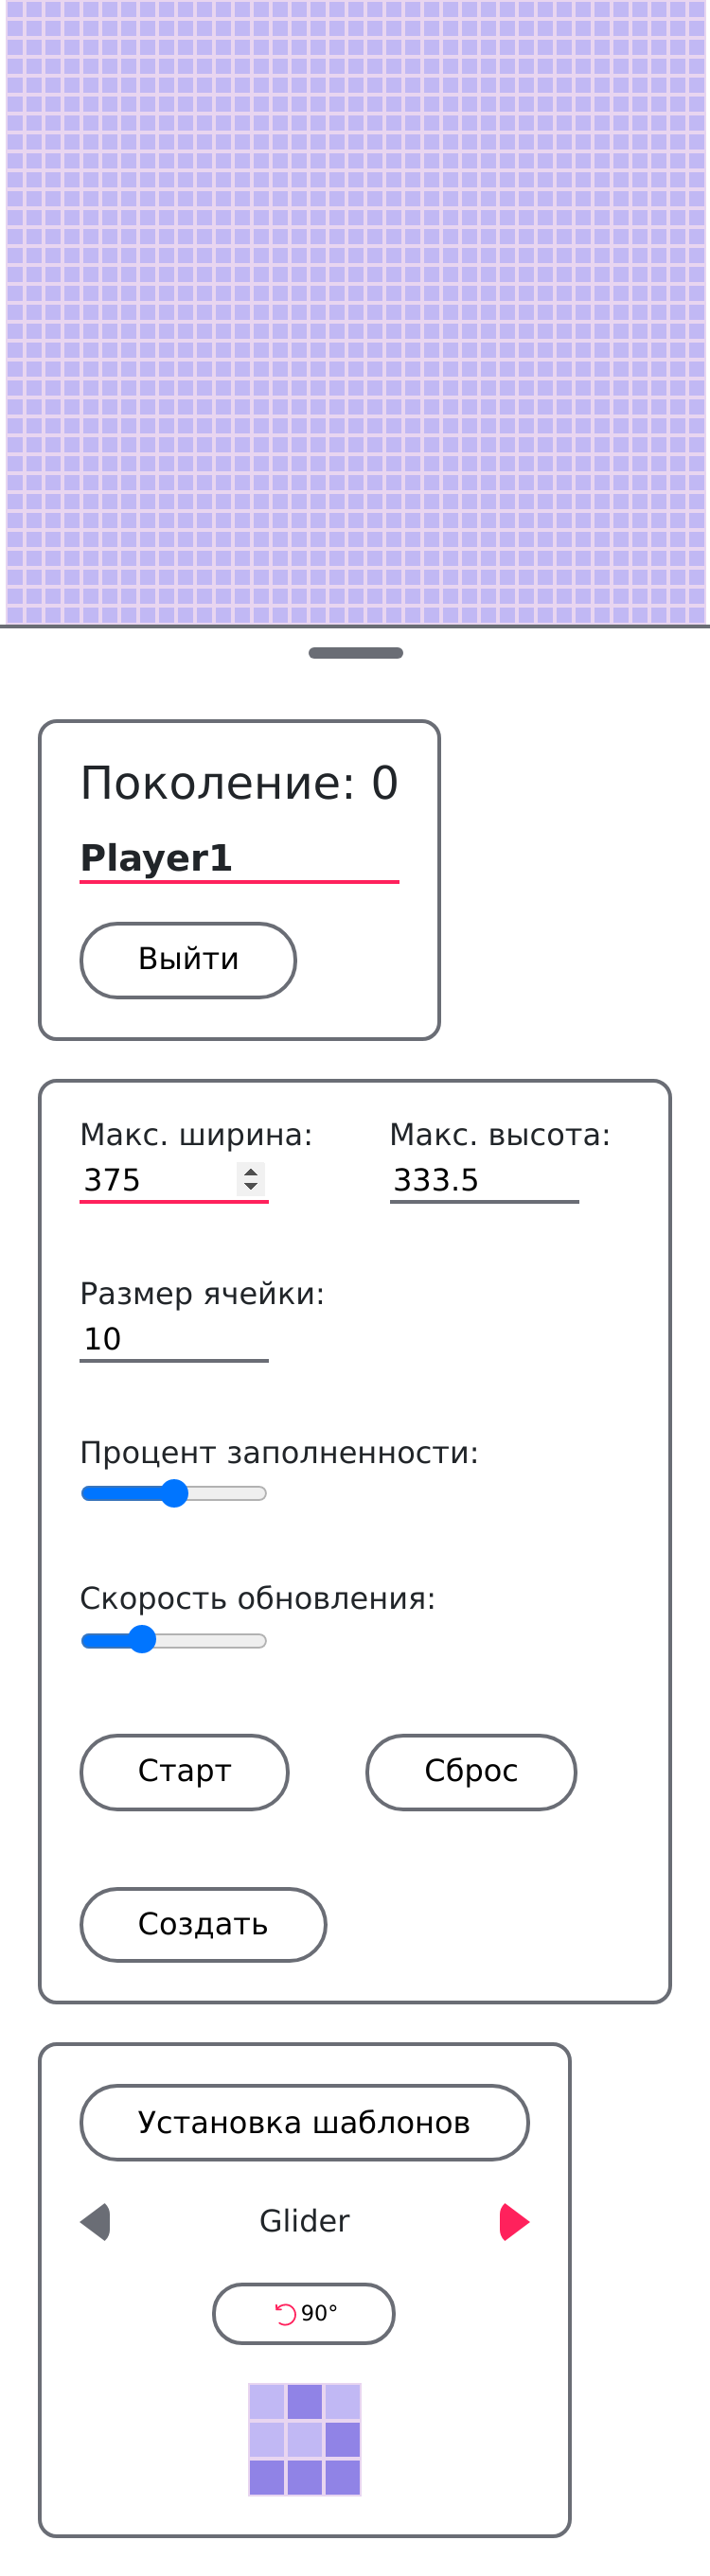 Поколение: 0
Player1
Выйти
Макс. ширина: Макс. высота:
375 333.5
Размер ячейки:
10
Процент заполненности:
Скорость обновления:
Старт Сброс
Создать
Установка шаблонов
Glider
90°